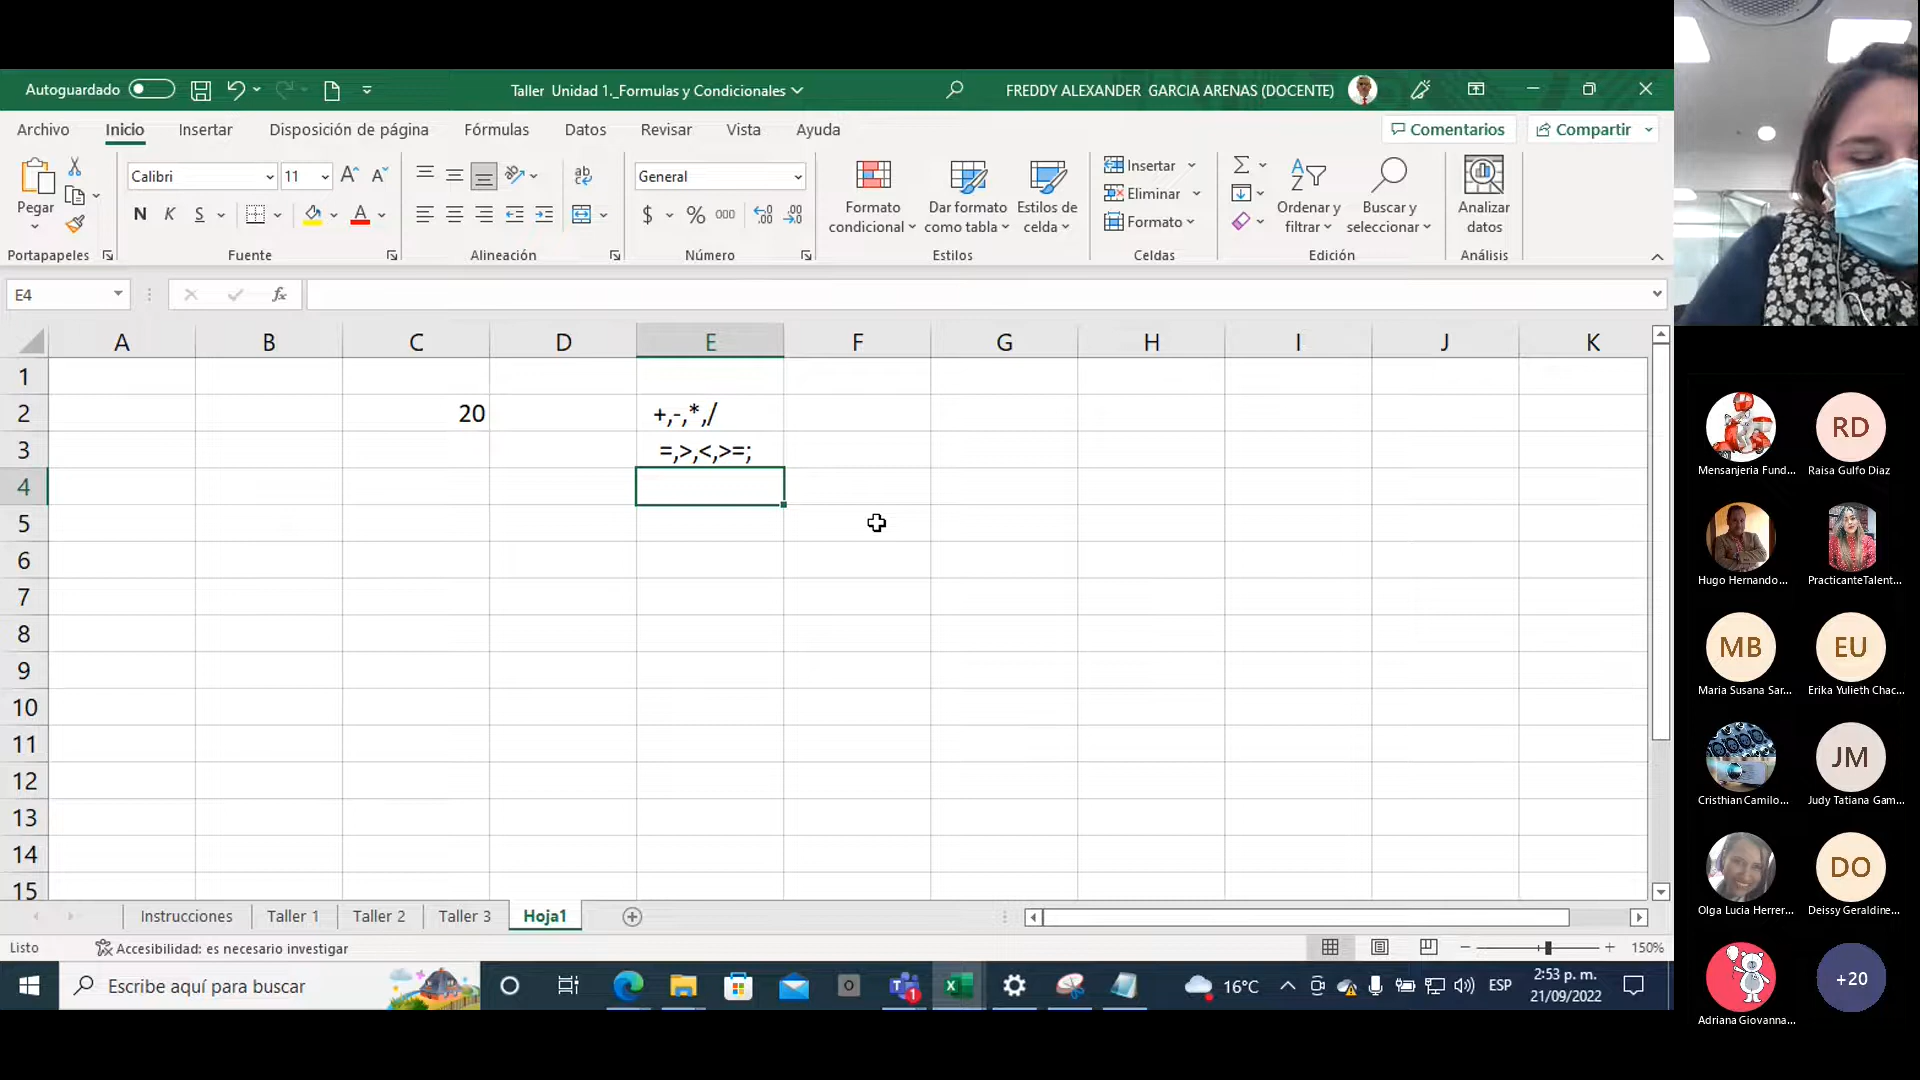 Autoguardado
Taller Unidad 1._Formulas y Condicionales
FREDDY ALEXANDER GARCIA ARENAS (DOCENTE)
Archivo Inicio Insertar Disposición de página Fórmulas Datos Revisar Vista Ayuda Comentarios Compartir
Pegar
Portapapeles
Calibri 11
N K S
Fuente
Alineación
General
$ % 000
Número
Formato condicional
Dar formato como tabla
Estilos de celda
Estilos
Insertar
Eliminar
Formato
Celdas
Ordenar y filtrar
Buscar y seleccionar
Edición
Analizar datos
Análisis
E4
fx
A B C D E F G H I J K
1
2 20 +,-,*,/
3 =,>,<,>=;
4
5
6
7
8
9
10
11
12
13
14
15
Instrucciones Taller 1 Taller 2 Taller 3 Hoja1
Listo Accesibilidad: es necesario investigar 150%
Escribe aquí para buscar
1
16°C
ESP
2:53 p. m.
21/09/2022
RD
Mensanjeria Fund... Raisa Gulfo Diaz
Hugo Hernando... PracticanteTalent...
MB EU
Maria Susana Sar... Erika Yulieth Chac...
JM
Cristhian Camilo... Judy Tatiana Gam...
DO
Olga Lucia Herrer... Deissy Geraldine...
+20
Adriana Giovanna...